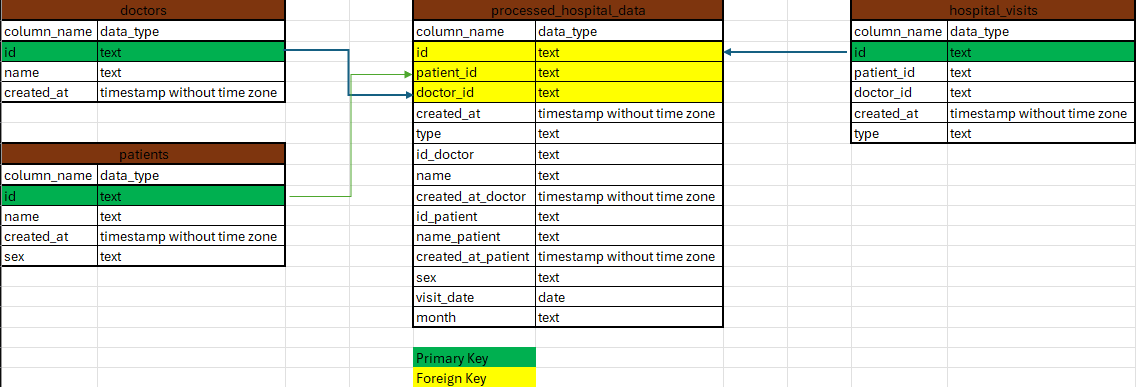 doctors
column_name data_type
id text
name text
created_at timestamp without time zone
patients
column_name data_type
id text
name text
created_at timestamp without time zone
sex text
processed_hospital_data
column_name data_type
id text
patient_id text
doctor_id text
created_at timestamp without time zone
type text
id_doctor text
name text
created_at_doctor timestamp without time zone
id_patient text
name_patient text
created_at_patient timestamp without time zone
sex text
visit_date date
month text
Primary Key
Foreign Key
hospital_visits
column_name data_type
id text
patient_id text
doctor_id text
created_at timestamp without time zone
type text